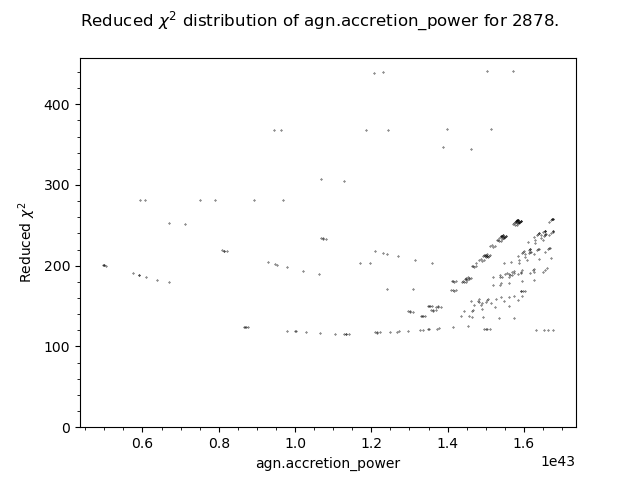 Reduced χ² distribution of agn.accretion_power for 2878.
400
300
200
100
0
Reduced χ²
0.6 0.8 1.0 1.2 1.4 1.6
1e43
agn.accretion_power